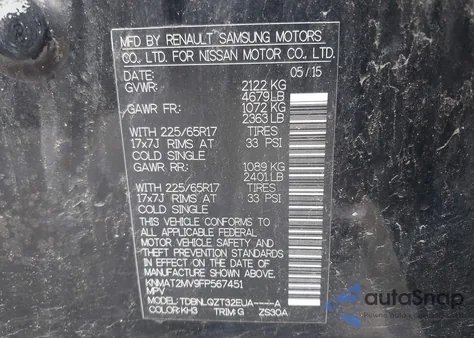 MFD BY RENAULT SAMSUNG MOTORS
CO., LTD. FOR NISSAN MOTOR CO., LTD.
DATE: 05/15
GVWR: 2122 KG
4679LB
GAWR FR: 1072 KG
2363 LB
WITH 225/65R17 TIRES
17x7J RIMS AT 33 PSI
COLD SINGLE
GAWR RR: 1089 KG
2401 LB
WITH 225/65R17 TIRES
17x7J RIMS AT 33 PSI
COLD SINGLE
THIS VEHICLE CONFORMS TO
ALL APPLICABLE FEDERAL
MOTOR VEHICLE SAFETY AND
THEFT PREVENTION STANDARDS
IN EFFECT ON THE DATE OF
MANUFACTURE SHOWN ABOVE.
KNMAT2MV9FP567451
MPV
MODEL: TDBNLGZT32EUA----A
COLOR: KH3 TRIM: G ZS30A
autoSnap